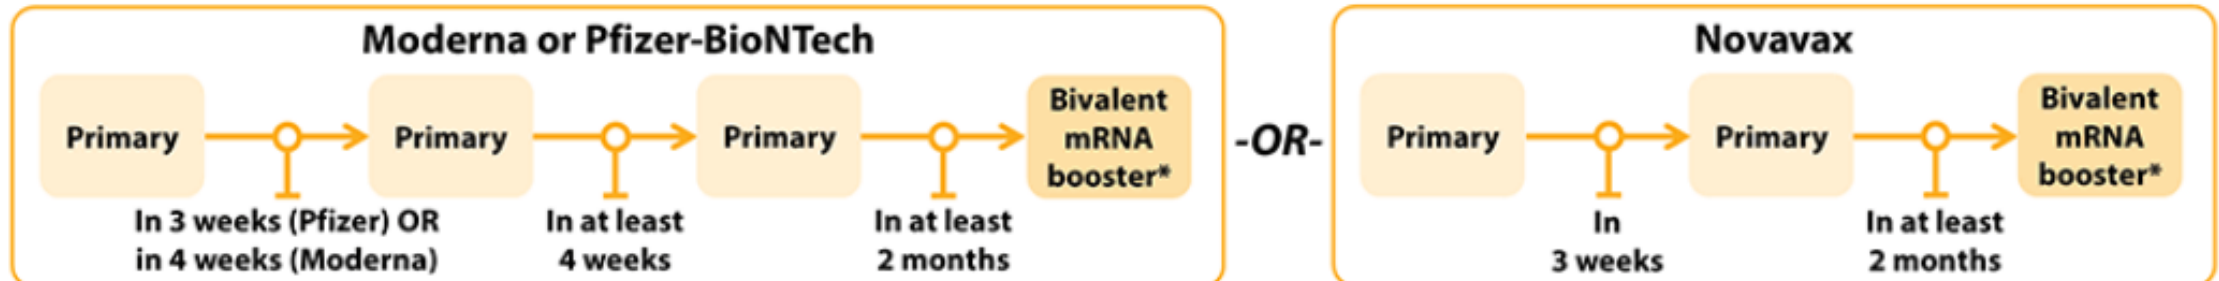 Moderna or Pfizer-BioNTech
Primary
In 3 weeks (Pfizer) OR
in 4 weeks (Moderna)
Primary
In at least
4 weeks
Primary
In at least
2 months
Bivalent
mRNA
booster*
-OR-
Novavax
Primary
In
3 weeks
Primary
In at least
2 months
Bivalent
mRNA
booster*